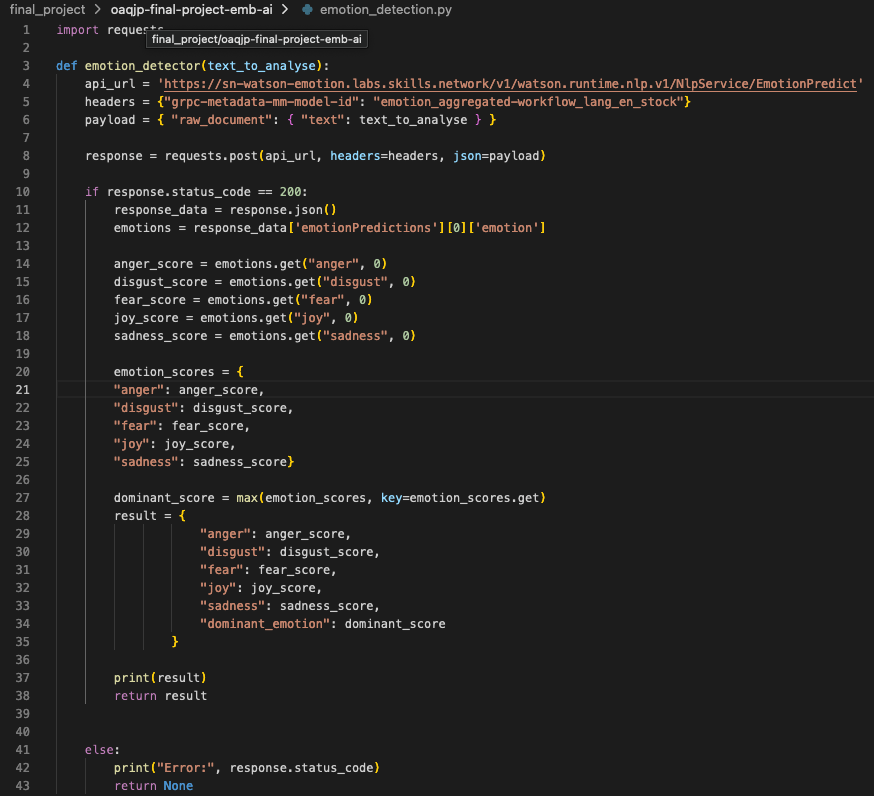 final_project > oaqjp-final-project-emb-ai > emotion_detection.py
1 import requests
final_project/oaqjp-final-project-emb-ai
2
3 def emotion_detector(text_to_analyse):
4     api_url = 'https://sn-watson-emotion.labs.skills.network/v1/watson.runtime.nlp.v1/NlpService/EmotionPredict'
5     headers = {"grpc-metadata-mm-model-id": "emotion_aggregated-workflow_lang_en_stock"}
6     payload = { "raw_document": { "text": text_to_analyse } }
7
8     response = requests.post(api_url, headers=headers, json=payload)
9
10     if response.status_code == 200:
11         response_data = response.json()
12         emotions = response_data['emotionPredictions'][0]['emotion']
13
14         anger_score = emotions.get("anger", 0)
15         disgust_score = emotions.get("disgust", 0)
16         fear_score = emotions.get("fear", 0)
17         joy_score = emotions.get("joy", 0)
18         sadness_score = emotions.get("sadness", 0)
19
20         emotion_scores = {
21         "anger": anger_score,
22         "disgust": disgust_score,
23         "fear": fear_score,
24         "joy": joy_score,
25         "sadness": sadness_score}
26
27         dominant_score = max(emotion_scores, key=emotion_scores.get)
28         result = {
29                     "anger": anger_score,
30                     "disgust": disgust_score,
31                     "fear": fear_score,
32                     "joy": joy_score,
33                     "sadness": sadness_score,
34                     "dominant_emotion": dominant_score
35                 }
36
37         print(result)
38         return result
39
40
41     else:
42         print("Error:", response.status_code)
43         return None